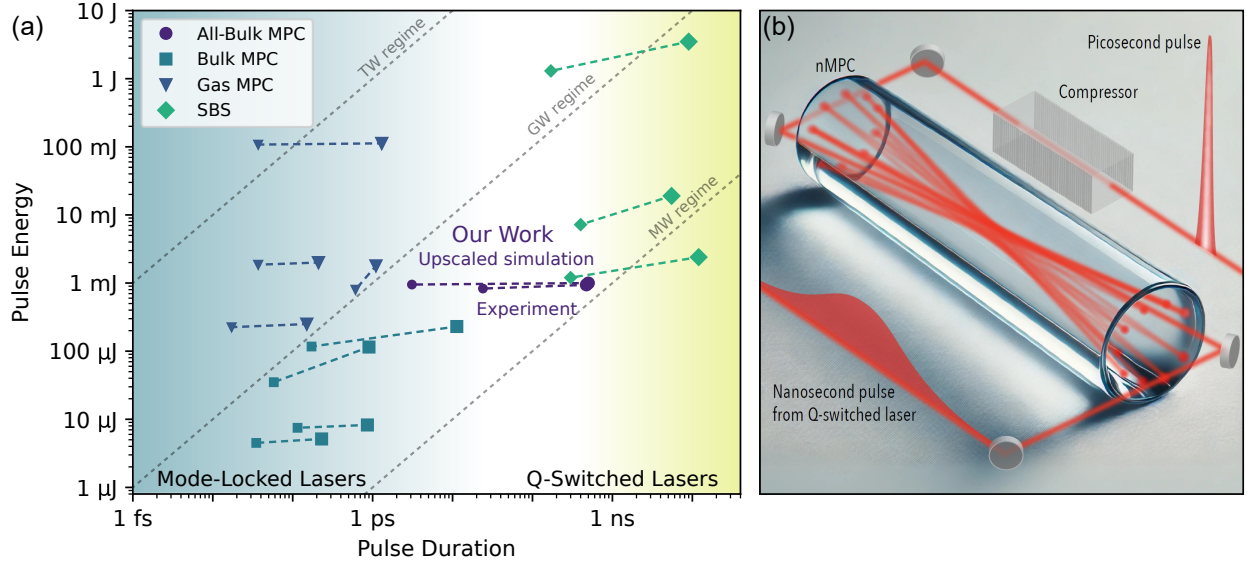 (a)
10 J
1 J
100 mJ
10 mJ
1 mJ
100 µJ
10 µJ
1 µJ
Pulse Energy
All-Bulk MPC
Bulk MPC
Gas MPC
SBS
TW regime
GW regime
MW regime
Our Work
Upscaled simulation
Experiment
Mode-Locked Lasers
Q-Switched Lasers
1 fs
1 ps
1 ns
Pulse Duration
(b)
Picosecond pulse
nMPC
Compressor
Nanosecond pulse
from Q-switched laser